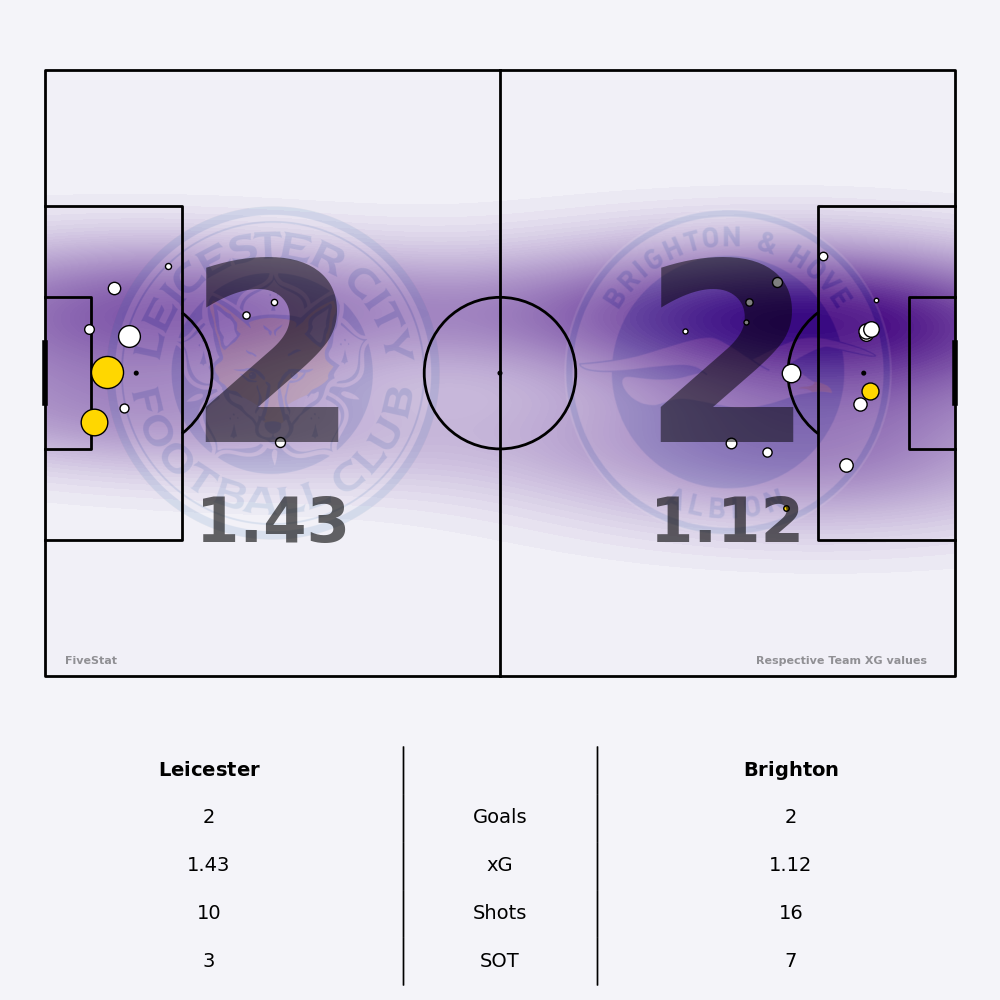 LEICESTER CITY
FOOTBALL CLUB
BRIGHTON & HOVE
ALBION
2
2
1.43
1.12
FiveStat
Respective Team XG values
Leicester Brighton
2 Goals 2
1.43 xG 1.12
10 Shots 16
3 SOT 7